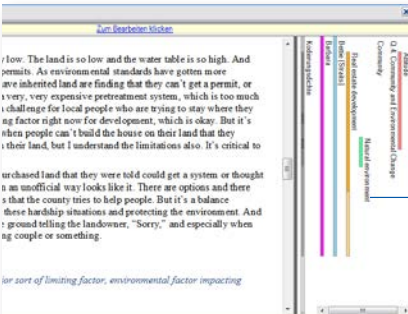 Zum Bearbeiten klicken
low. The land is so low and the water table is so high. And
permits. As environmental standards have gotten more
ave inherited land are finding that they can't get a permit, or
very, very expensive pretreatment system, which is too much
challenge for local people who are trying to stay where they
ng factor right now for development, which is okay. But it's
when people can't build the house on their land that they
their land, but I understand the limitations also. It's critical to
urchased land that they were told could get a system or thought
n an unofficial way looks like it. There are options and there
s that the county tries to help people. But it's a balance
these hardship situations and protecting the environment. And
e ground telling the landowner, "Sorry," and especially when
ng couple or something.
ior sort of limiting factor, environmental factor impacting
Kodierungsdichte
Barbara
Bettie (Straits)
Real estate development
Natural environment
Community
Q 4. Community and Environmental Change